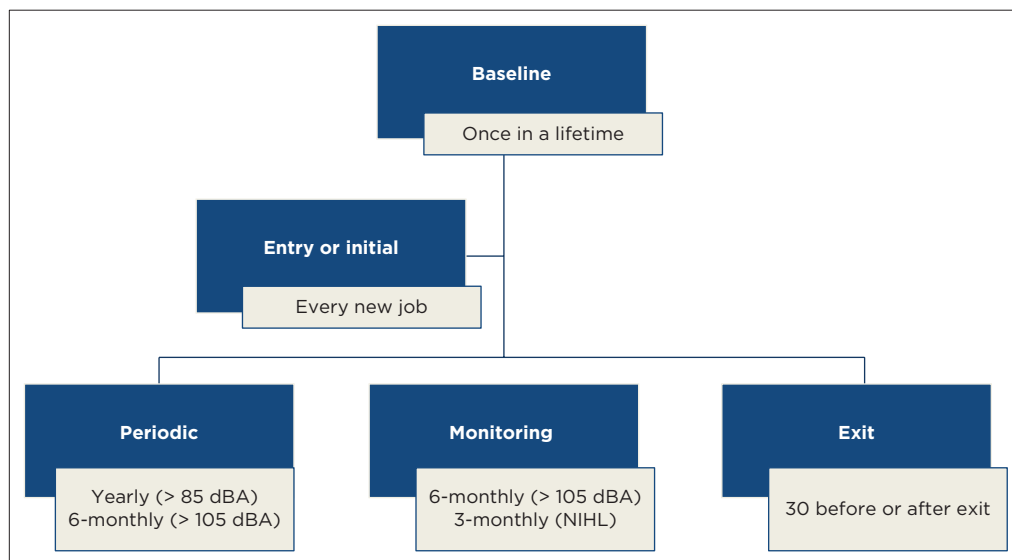 Baseline
Once in a lifetime
Entry or initial
Every new job
Periodic
Yearly (> 85 dBA)
6-monthly (> 105 dBA)
Monitoring
6-monthly (> 105 dBA)
3-monthly (NIHL)
Exit
30 before or after exit